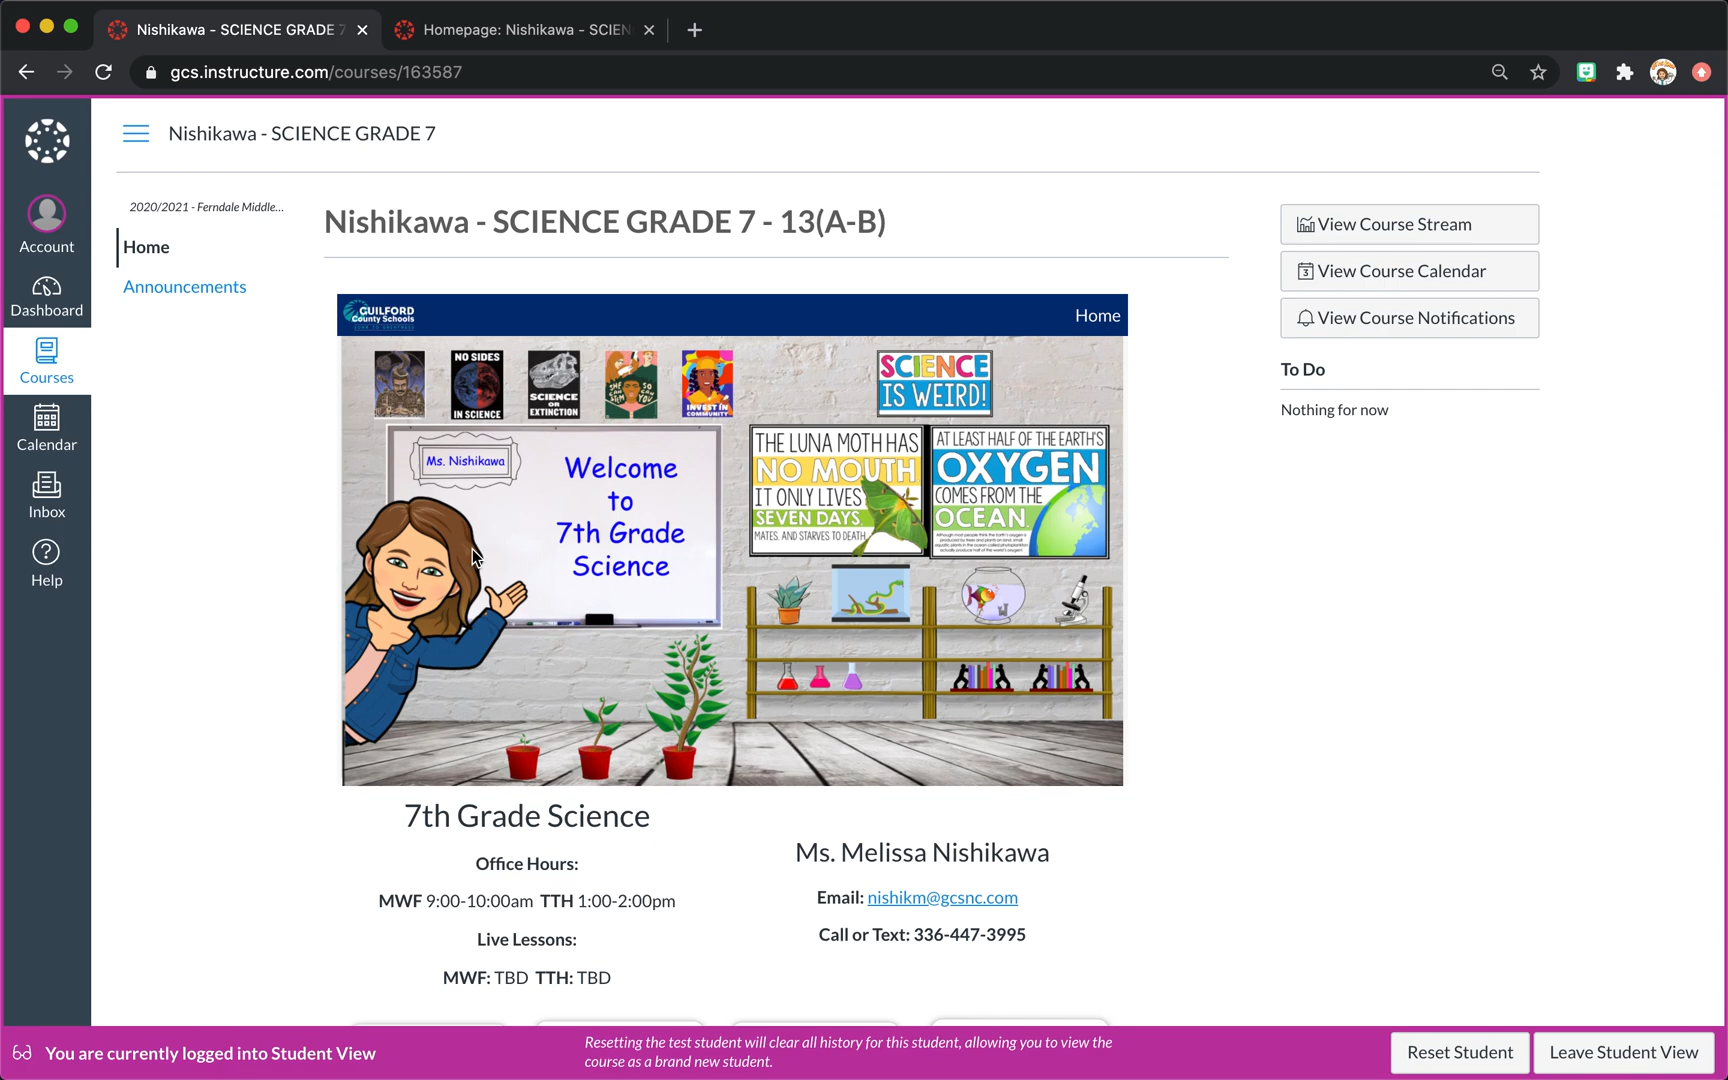 Nishikawa - SCIENCE GRADE 7
Homepage: Nishikawa - SCIEN
gcs.instructure.com/courses/163587
Nishikawa - SCIENCE GRADE 7
Account
Dashboard
Courses
Calendar
Inbox
Help
2020/2021 - Ferndale Middle...
Home
Announcements
Nishikawa - SCIENCE GRADE 7 - 13(A-B)
GUILFORD
County Schools
Home
NO SIDES
IN SCIENCE
SCIENCE
OR
EXTINCTION
SHE
CAN
STEM
SO
CAN
YOU
INVEST IN
COMMUNITY
SCIENCE
IS WEIRD!
Ms. Nishikawa
Welcome
to
7th Grade
Science
THE LUNA MOTH HAS
NO MOUTH
IT ONLY LIVES
SEVEN DAYS
MATES, AND STARVES TO DEATH.
AT LEAST HALF OF THE EARTH'S
OXYGEN
COMES FROM THE
OCEAN.
7th Grade Science
Office Hours:
MWF 9:00-10:00am TTH 1:00-2:00pm
Live Lessons:
MWF: TBD TTH: TBD
Ms. Melissa Nishikawa
Email: nishikm@gcsnc.com
Call or Text: 336-447-3995
View Course Stream
3 View Course Calendar
View Course Notifications
To Do
Nothing for now
You are currently logged into Student View
Resetting the test student will clear all history for this student, allowing you to view the
course as a brand new student.
Reset Student
Leave Student View